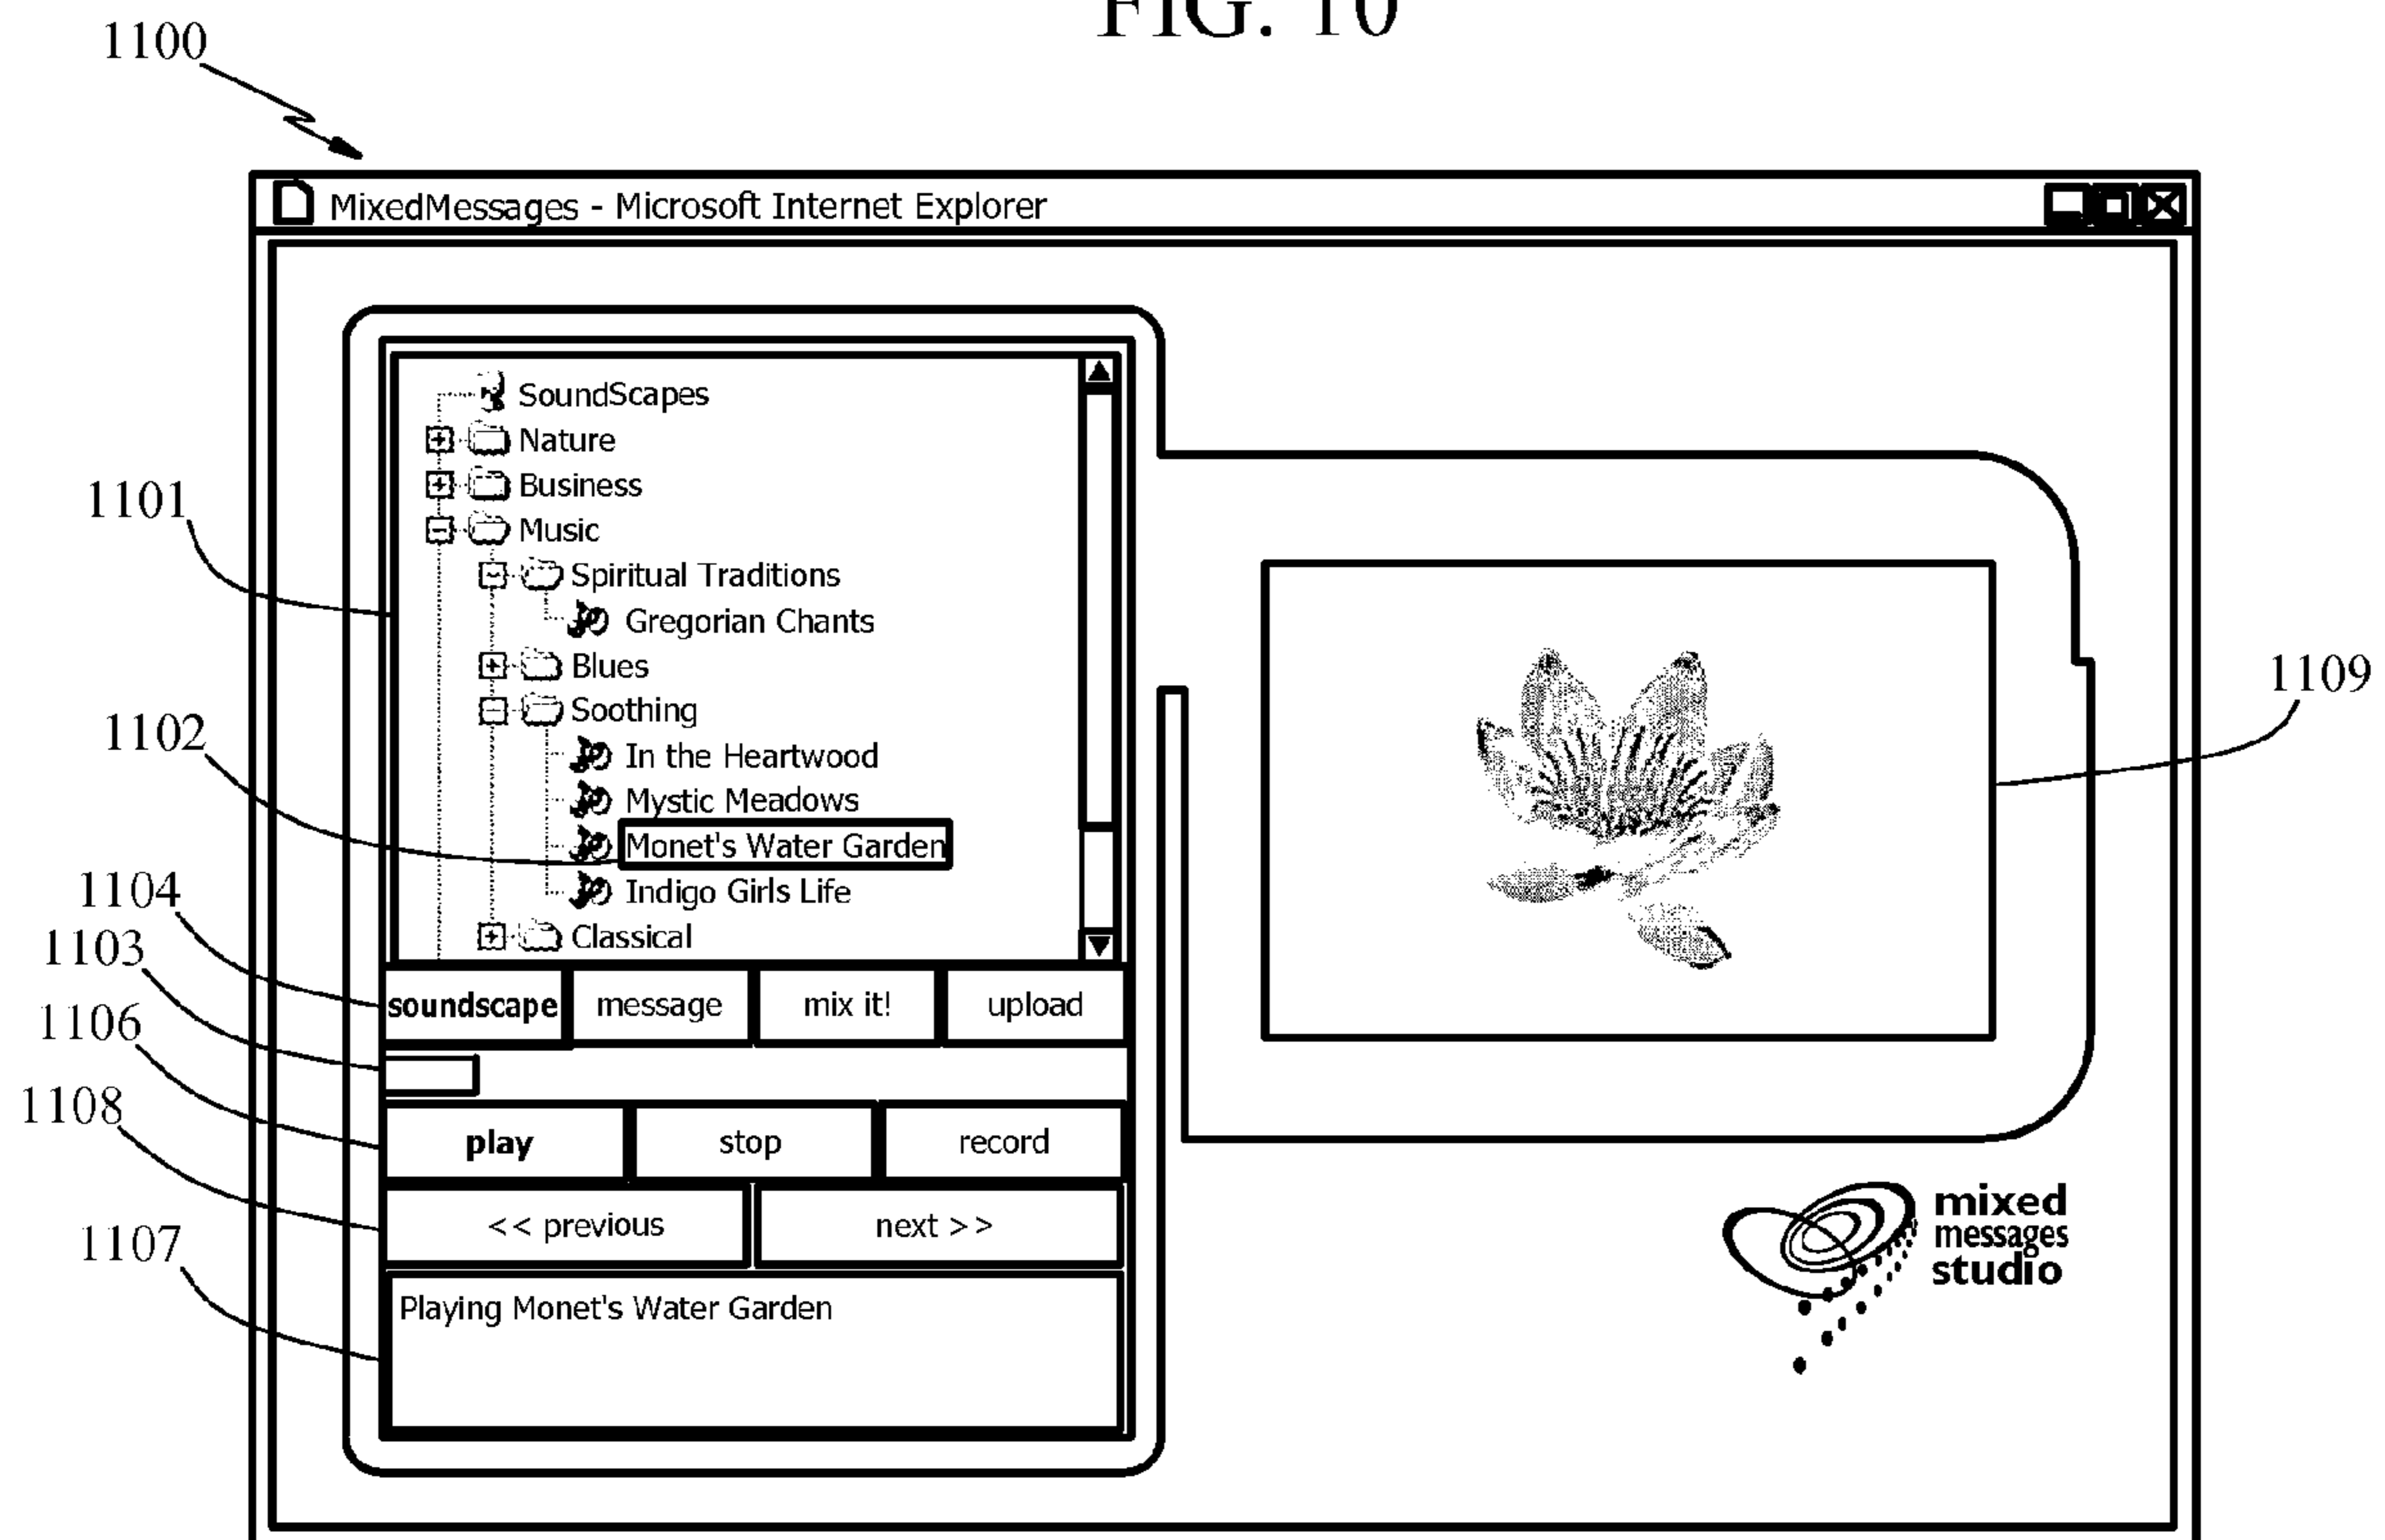 FIG. 10
1100
MixedMessages - Microsoft Internet Explorer
SoundScapes
Nature
Business
1101
Music
Spiritual Traditions
Gregorian Chants
Blues
1109
Soothing
1102
In the Heartwood
Mystic Meadows
Monet's Water Garden
1104
Indigo Girls Life
Classical
1103
soundscape message mix it! upload
1106
1108
play stop record
<< previous next >>
1107
mixed
messages
studio
Playing Monet's Water Garden